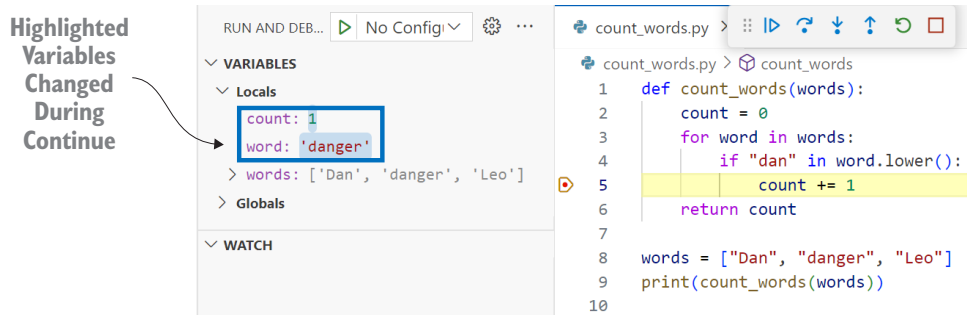 Highlighted
Variables
Changed
During
Continue
RUN AND DEB... No Config
VARIABLES
Locals
count: 1
word: 'danger'
words: ['Dan', 'danger', 'Leo']
Globals
WATCH
count_words.py
count_words.py > count_words
1 def count_words(words):
2 count = 0
3 for word in words:
4 if "dan" in word.lower():
5 count += 1
6 return count
7
8 words = ["Dan", "danger", "Leo"]
9 print(count_words(words))
10